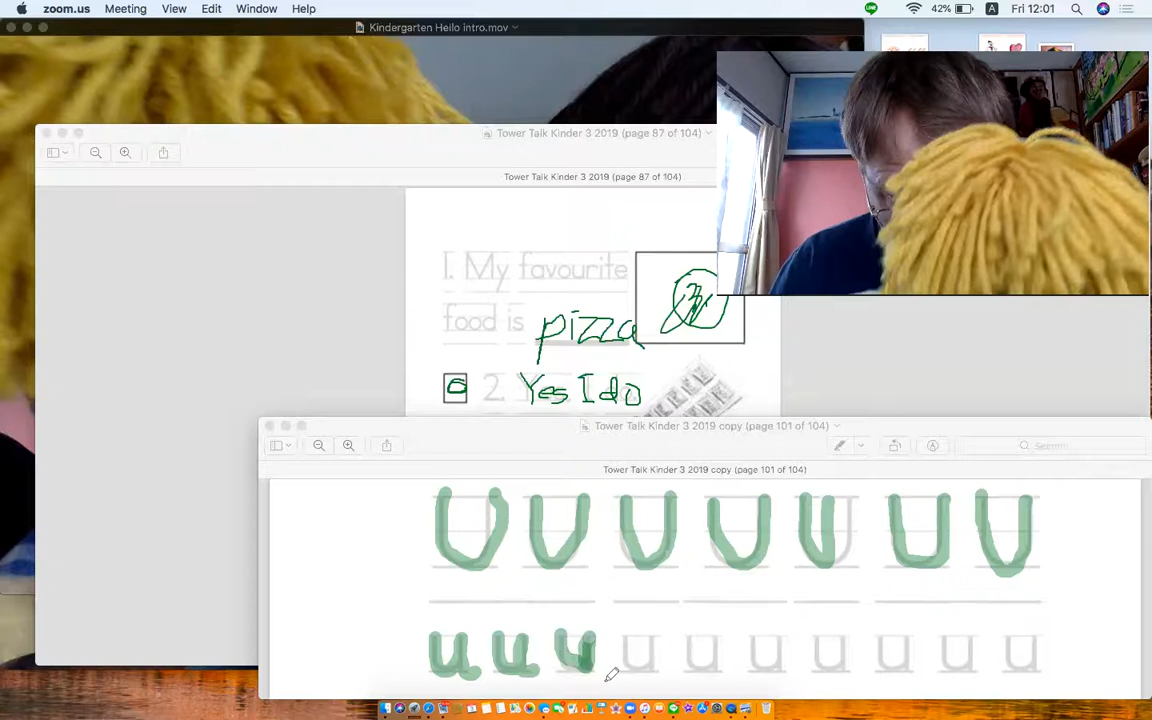 zoom.us Meeting View Edit Window Help 42% A Fri 12:01
Kindergarten Hello intro.mov
Tower Talk Kinder 3 2019 (page 87 of 104)
Tower Talk Kinder 3 2019 (page 87 of 104)
1. My favourite
food is pizza
2. Yes I do
Tower Talk Kinder 3 2019 copy (page 101 of 104)
Tower Talk Kinder 3 2019 copy (page 101 of 104)
U U U U U U U
u u u u u u u u u u